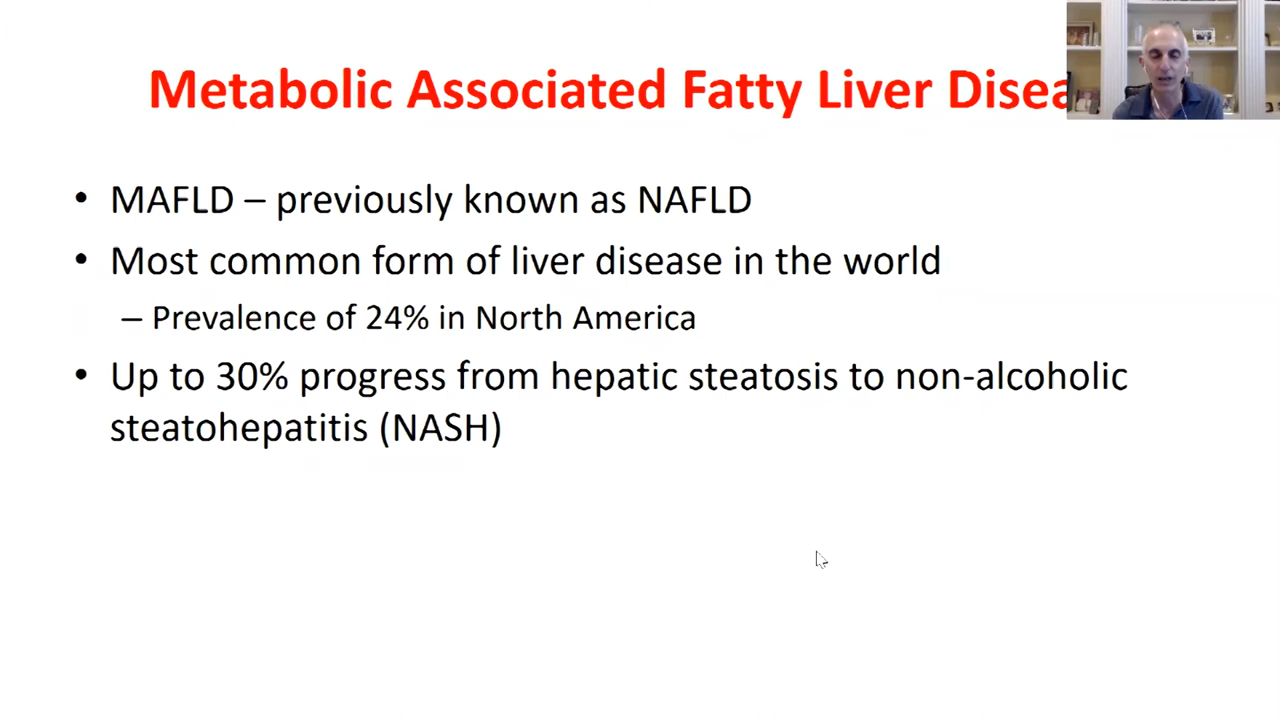 Metabolic Associated Fatty Liver
• MAFLD – previously known as NAFLD
• Most common form of liver disease in the world
– Prevalence of 24% in North America
• Up to 30% progress from hepatic steatosis to non-alcoholic
steatohepatitis (NASH)